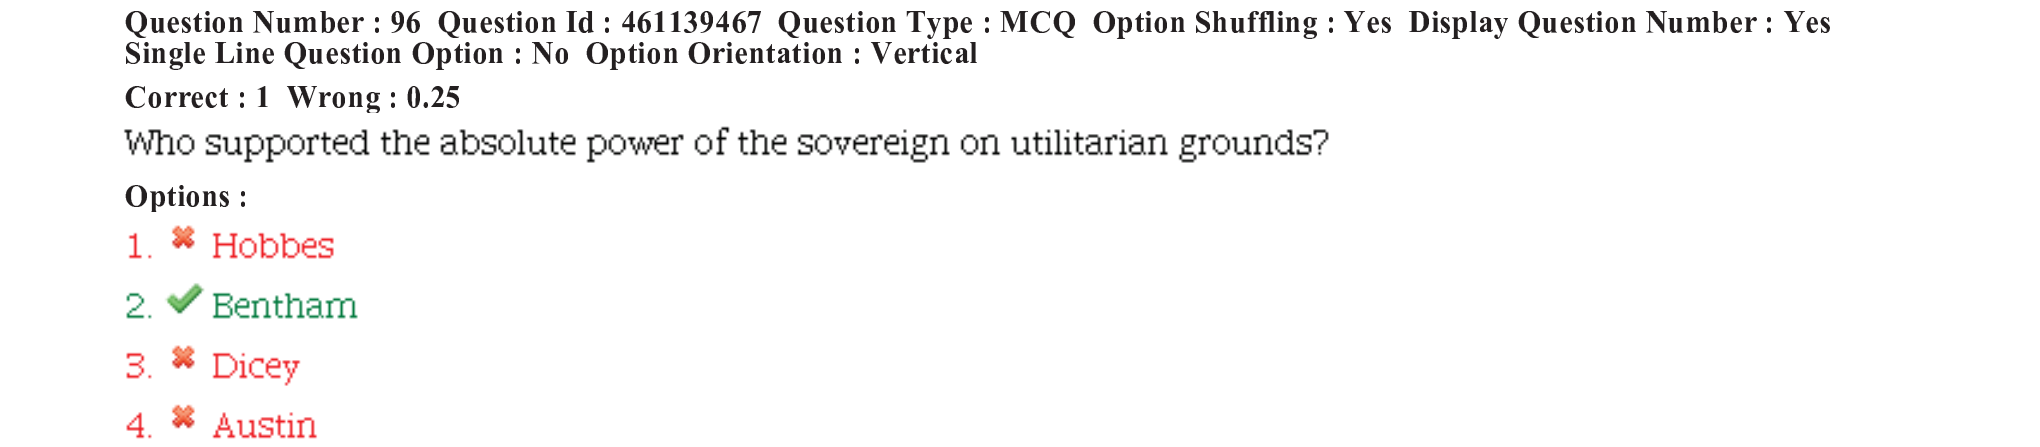 Question Number : 96 Question Id : 461139467 Question Type : MCQ Option Shuffling : Yes Display Question Number : Yes
Single Line Question Option : No Option Orientation : Vertical
Correct : 1 Wrong : 0.25
Who supported the absolute power of the sovereign on utilitarian grounds?
Options :
1. Hobbes
2. Bentham
3. Dicey
4. Austin